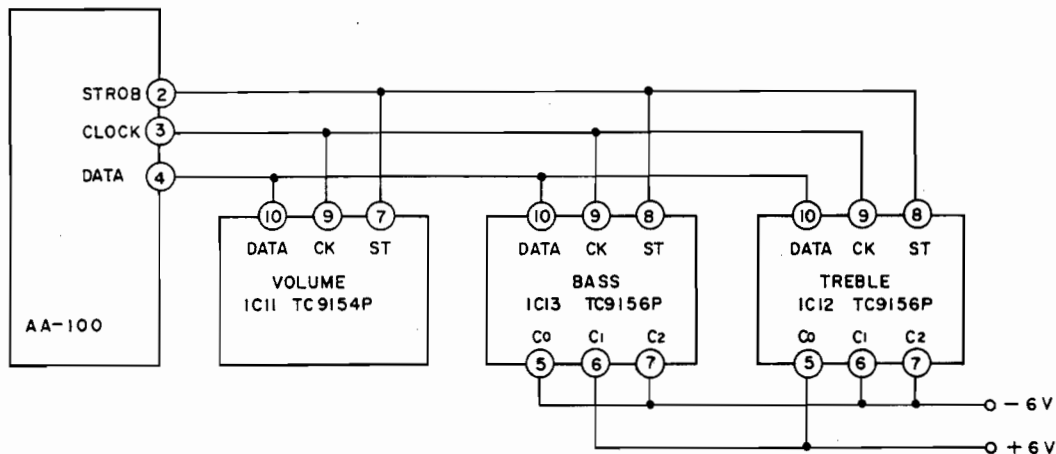 STROB 2
CLOCK 3
DATA 4
AA-100
10 9 7
DATA CK ST
VOLUME
IC11 TC9154P
10 9 8
DATA CK ST
BASS
IC13 TC9156P
C0 C1 C2
5 6 7
10 9 8
DATA CK ST
TREBLE
IC12 TC9156P
C0 C1 C2
5 6 7
- 6V
+ 6V